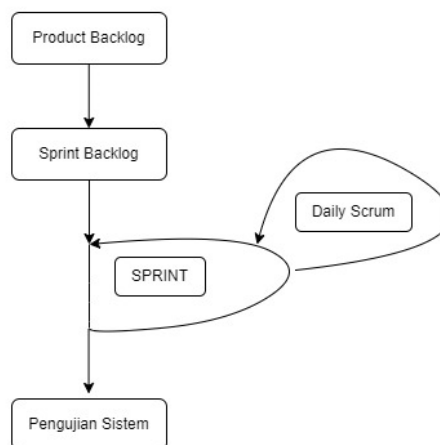 Product Backlog
Sprint Backlog
Daily Scrum
SPRINT
Pengujian Sistem